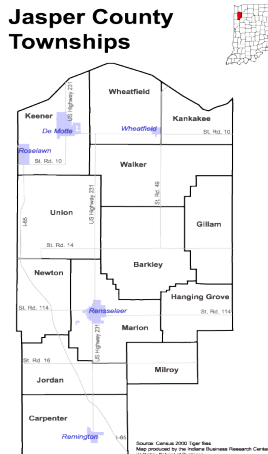 Jasper County
Townships
Wheatfield
Keener
US Highway 231
Kankakee
De Motte
Wheatfield
St. Rd. 10
Roselawn
St. Rd. 10
Walker
I-65
Union
US Highway 231
St. Rd. 49
Gillam
St. Rd. 14
Newton
Barkley
Hanging Grove
St. Rd. 114
Rensselaer
St. Rd. 114
Marion
US Highway 231
St. Rd 16
Milroy
Jordan
Carpenter
Remington
I-65
Source: Census 2000 Tiger files
Map produced by the Indiana Business Research Center